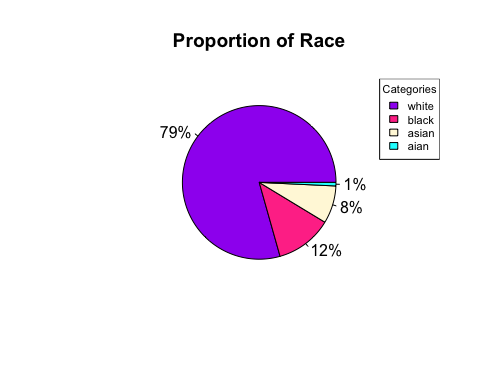 Proportion of Race
Categories
white
black
asian
aian
79%
1%
8%
12%